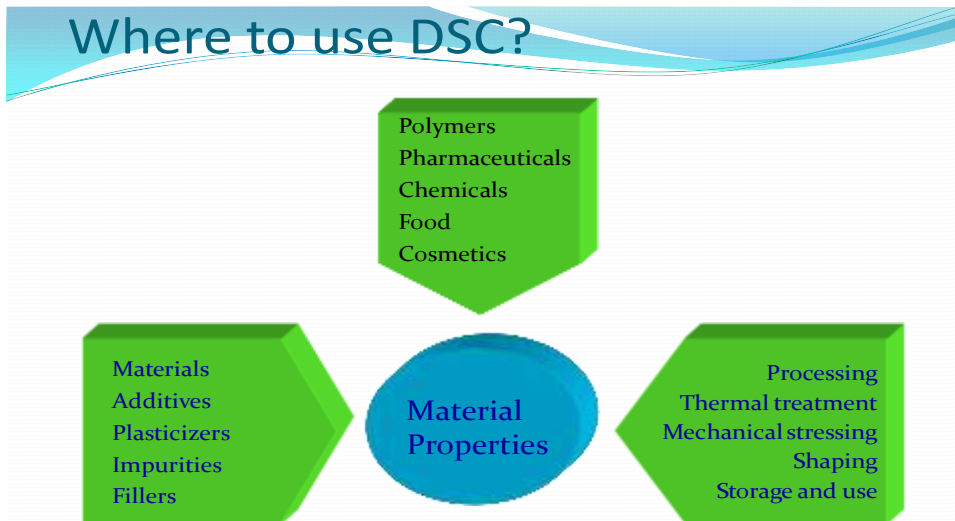 Where to use DSC?
Polymers
Pharmaceuticals
Chemicals
Food
Cosmetics
Materials
Additives
Plasticizers
Impurities
Fillers
Material
Properties
Processing
Thermal treatment
Mechanical stressing
Shaping
Storage and use